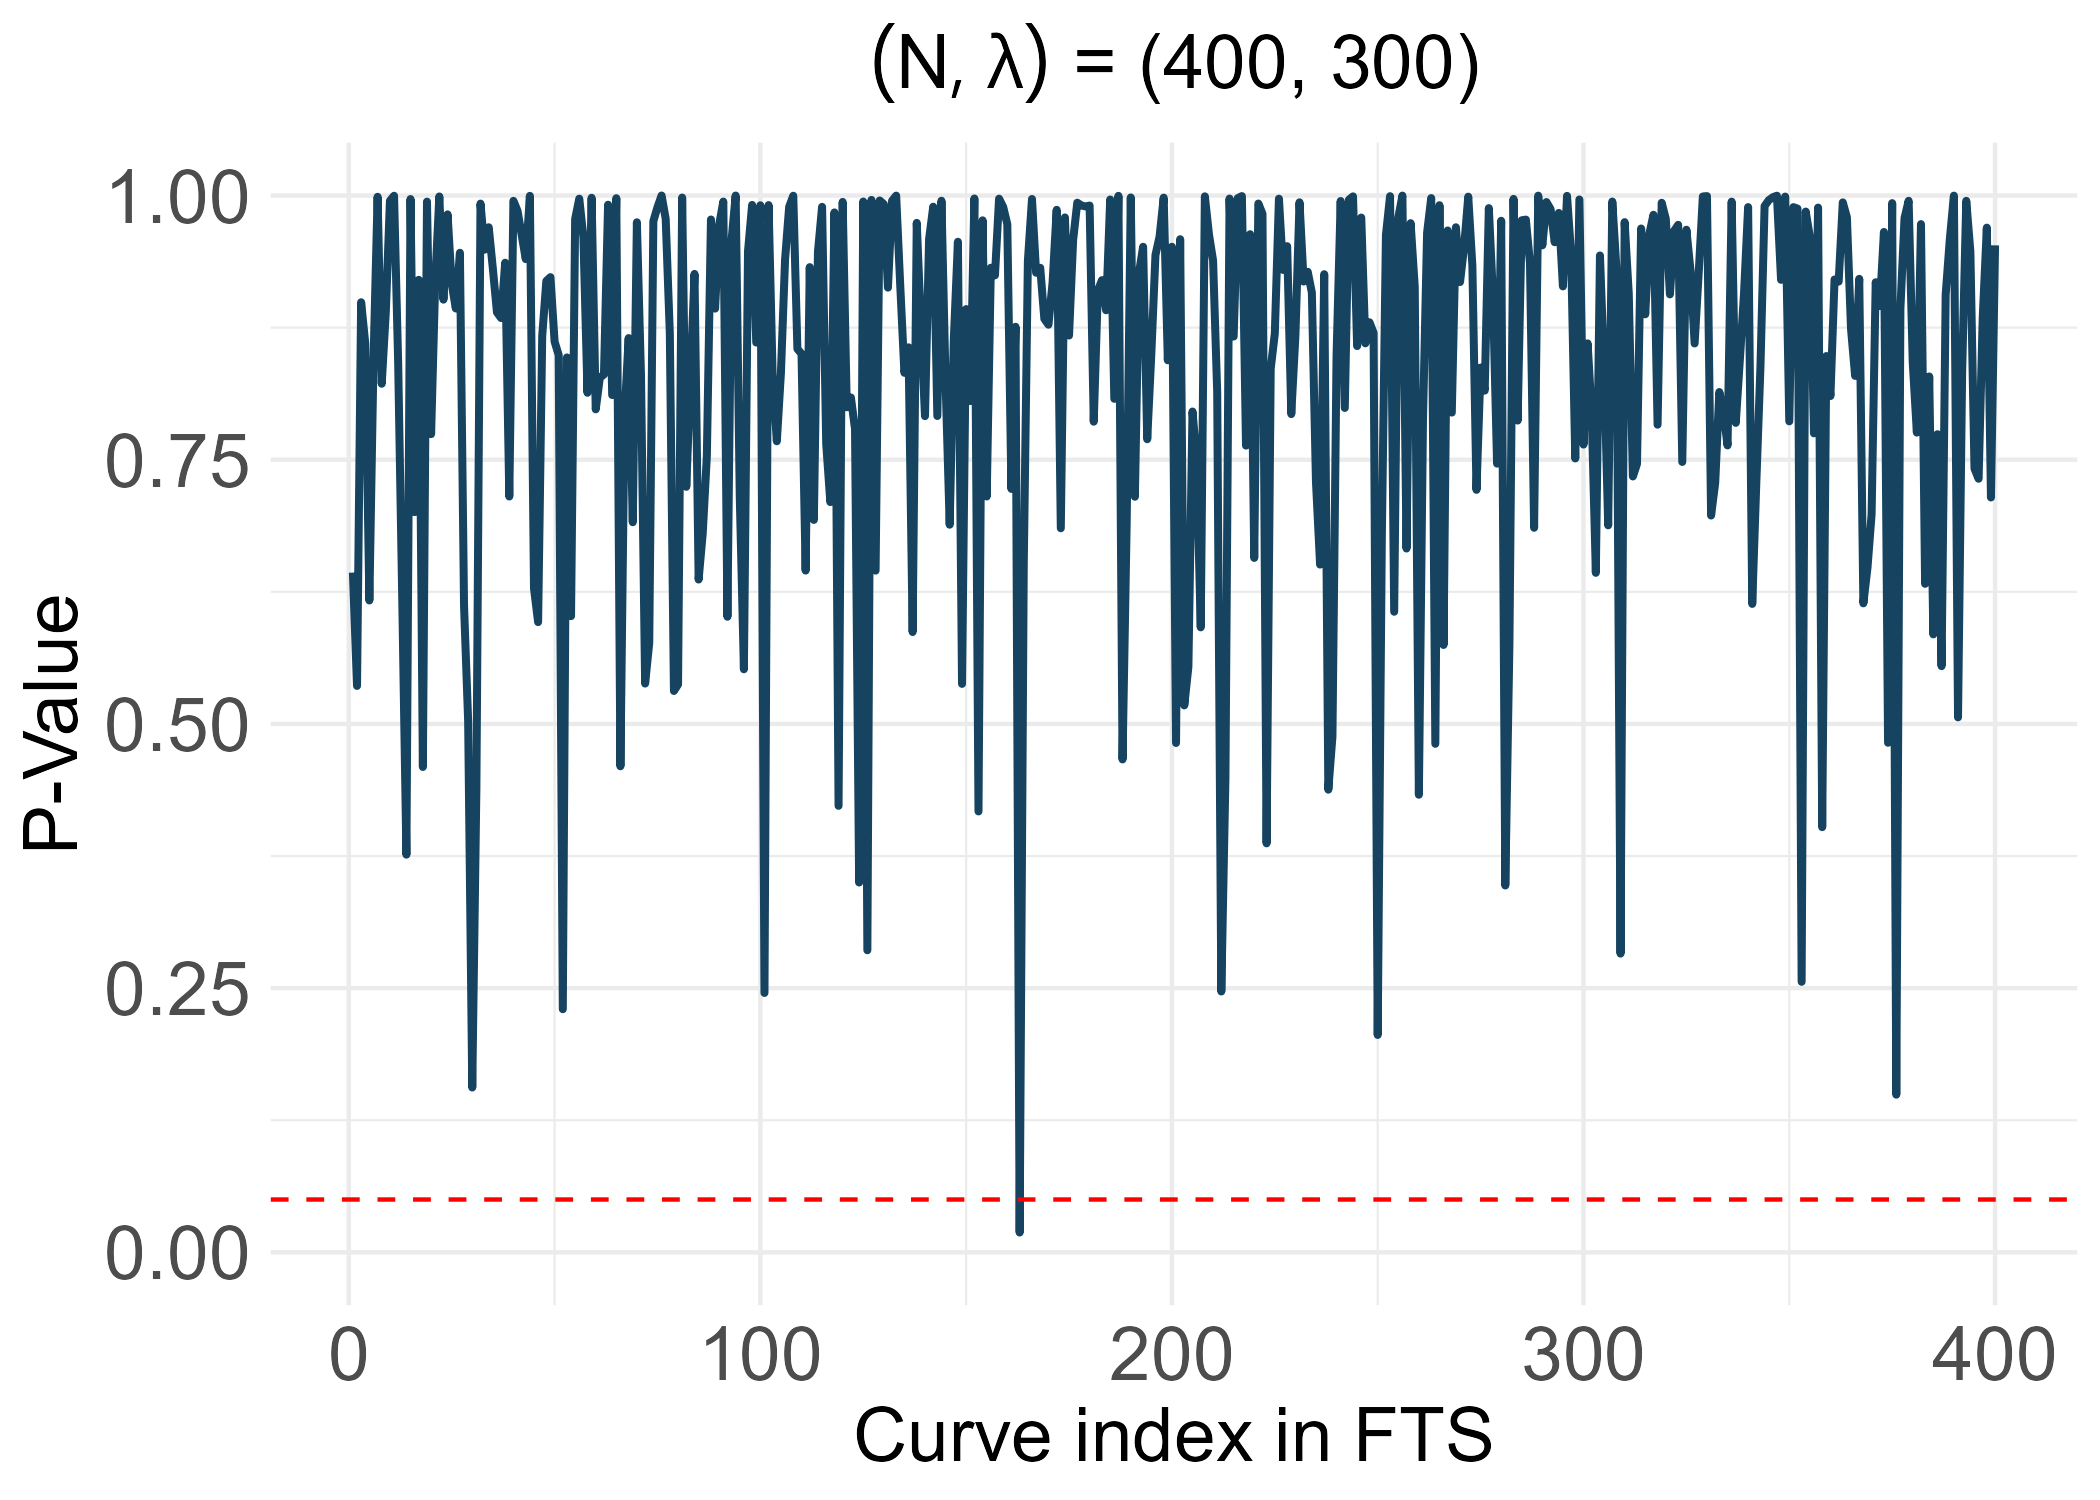 (N, λ) = (400, 300)
1.00
0.75
0.50
0.25
0.00
P-Value
0 100 200 300 400
Curve index in FTS